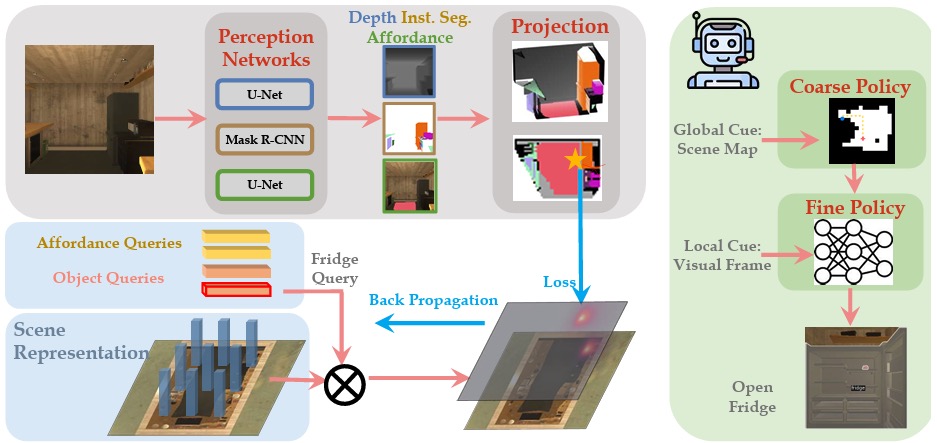 Perception
Networks
U-Net
Mask R-CNN
U-Net
Depth Inst. Seg.
Affordance
Projection
Affordance Queries
Object Queries
Fridge
Query
Scene
Representation
Loss
Back Propagation
Coarse Policy
Global Cue:
Scene Map
Fine Policy
Local Cue:
Visual Frame
fridge
Open
Fridge